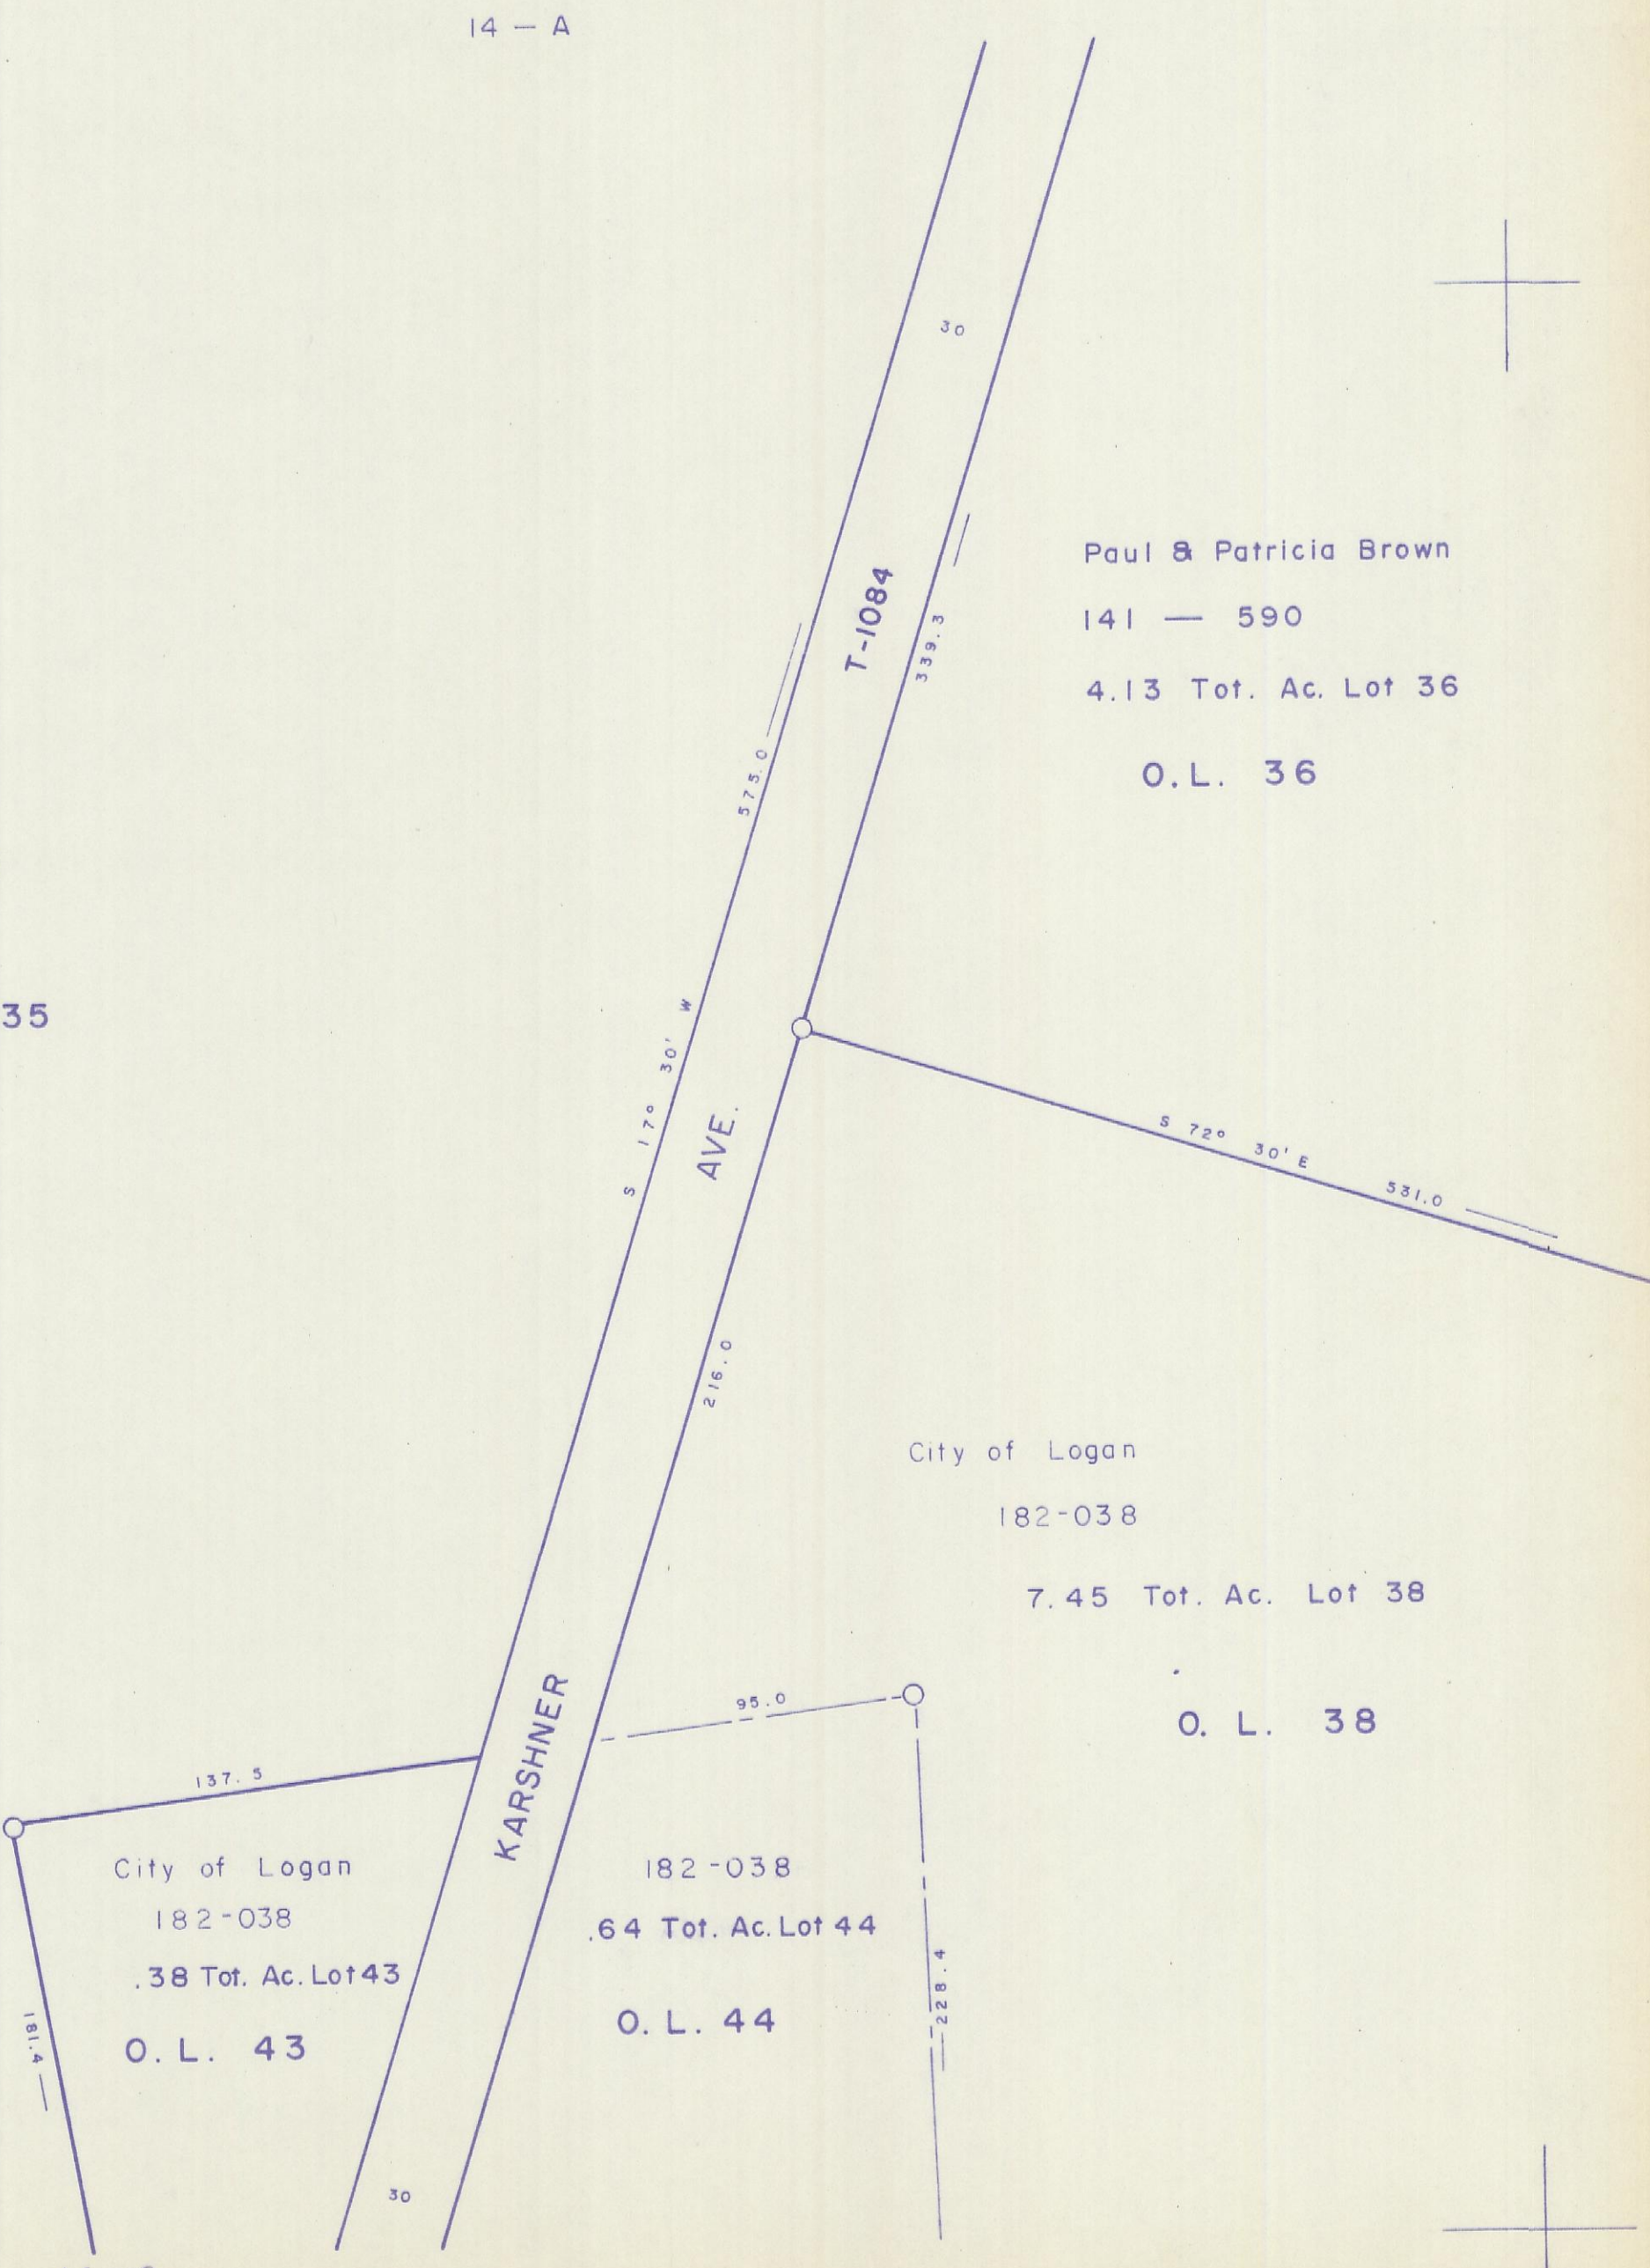 14 — A
30
T-1084
339.3
Paul & Patricia Brown
141 — 590
4.13 Tot. Ac. Lot 36
O.L. 36
575.0
S 17° 30' W
35
AVE.
S 72° 30' E 531.0
216.0
City of Logan
182-038
7.45 Tot. Ac. Lot 38
O. L. 38
95.0
KARSHNER
137.5
City of Logan
182-038
.38 Tot. Ac. Lot 43
O. L. 43
181.4
182-038
.64 Tot. Ac. Lot 44
O. L. 44
228.4
30